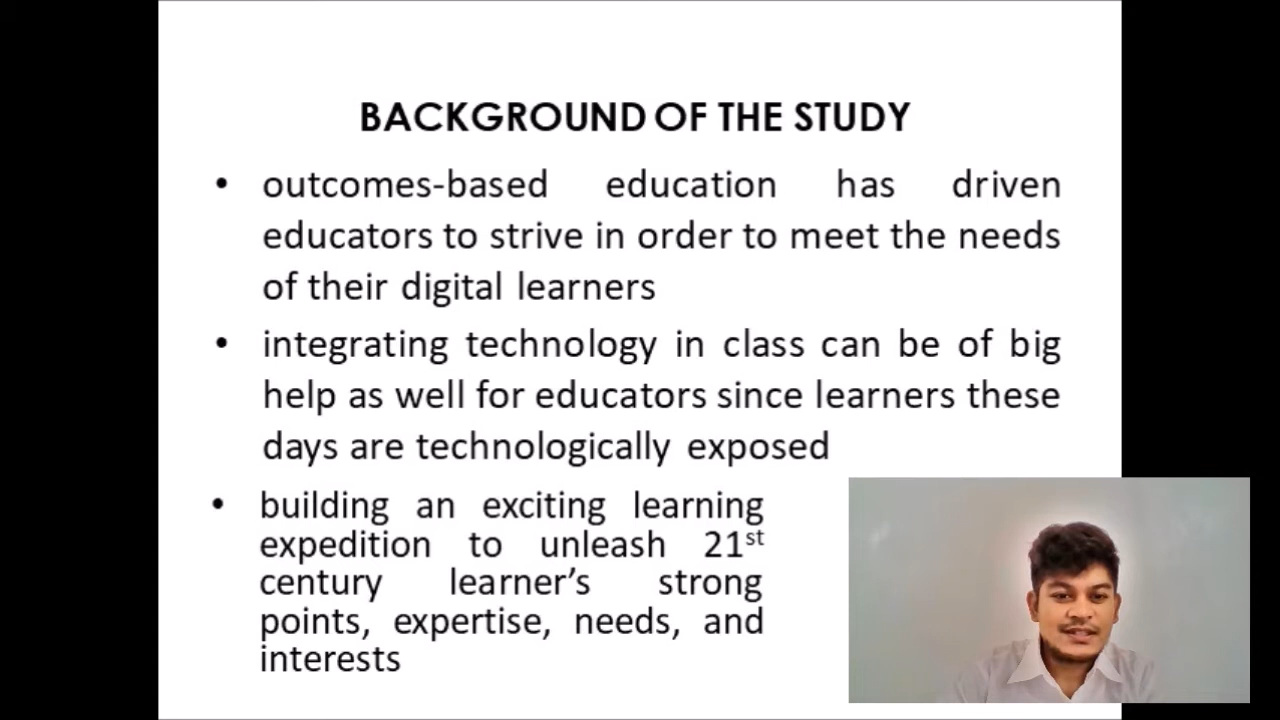 BACKGROUND OF THE STUDY
• outcomes-based education has driven
educators to strive in order to meet the needs
of their digital learners
• integrating technology in class can be of big
help as well for educators since learners these
days are technologically exposed
• building an exciting learning
expedition to unleash 21st
century learner’s strong
points, expertise, needs, and
interests